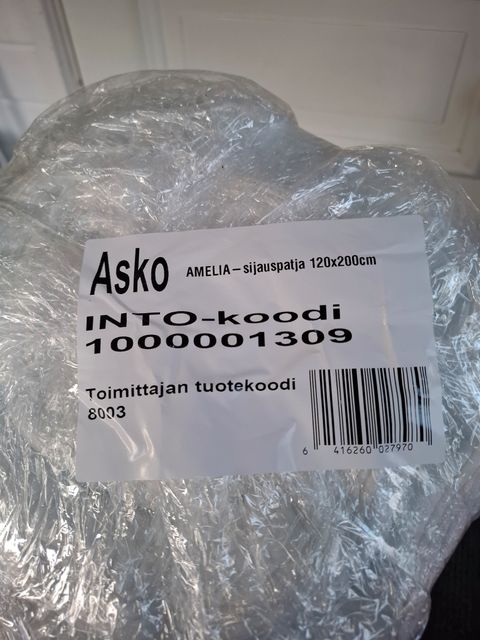 Asko AMELIA – sijauspatja 120x200cm
INTO-koodi
1000001309
Toimittajan tuotekoodi
8003
6 416260 027970